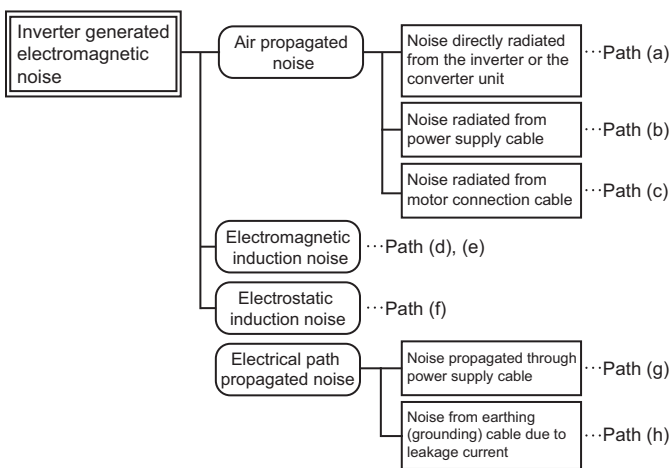 Inverter generated
electromagnetic
noise
Air propagated
noise
Noise directly radiated
from the inverter or the
converter unit
···Path (a)
Noise radiated from
power supply cable
···Path (b)
Noise radiated from
motor connection cable
···Path (c)
Electromagnetic
induction noise
···Path (d), (e)
Electrostatic
induction noise
···Path (f)
Electrical path
propagated noise
Noise propagated through
power supply cable
···Path (g)
Noise from earthing
(grounding) cable due to
leakage current
···Path (h)